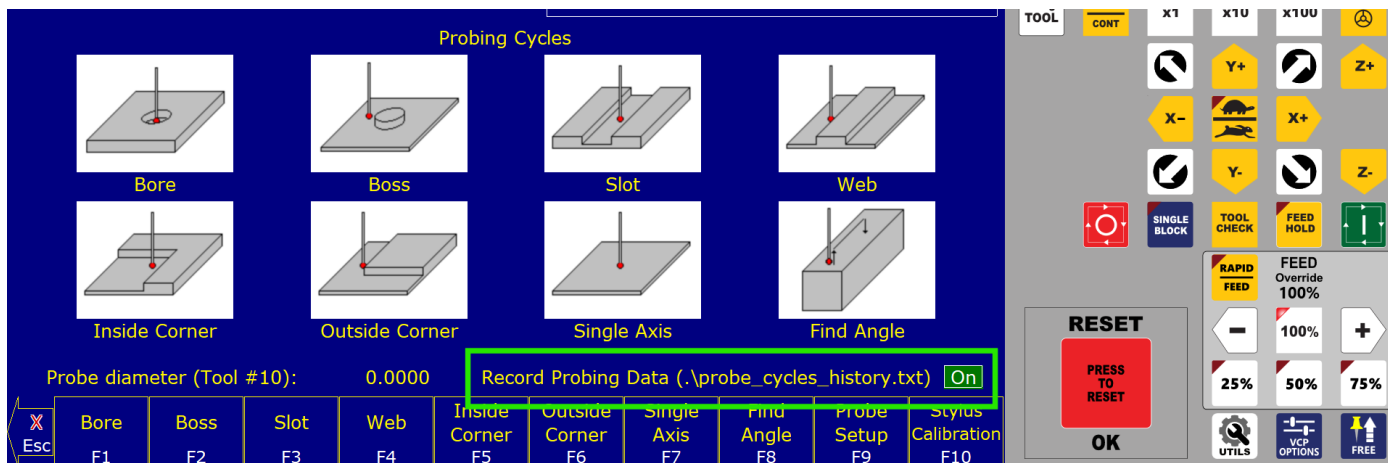 Probing Cycles
Bore
Boss
Slot
Web
Inside Corner
Outside Corner
Single Axis
Find Angle
Probe diameter (Tool #10): 0.0000
Record Probing Data (.\probe_cycles_history.txt) On
X Esc
Bore F1
Boss F2
Slot F3
Web F4
Inside Corner F5
Outside Corner F6
Single Axis F7
Find Angle F8
Probe Setup F9
Stylus Calibration F10
TOOL
CONT
x1
x10
x100
Y+
Z+
X-
X+
Y-
Z-
SINGLE BLOCK
TOOL CHECK
FEED HOLD
RAPID FEED
FEED
Override
100%
RESET
PRESS
TO
RESET
OK
-
100%
+
25%
50%
75%
UTILS
VCP OPTIONS
FREE